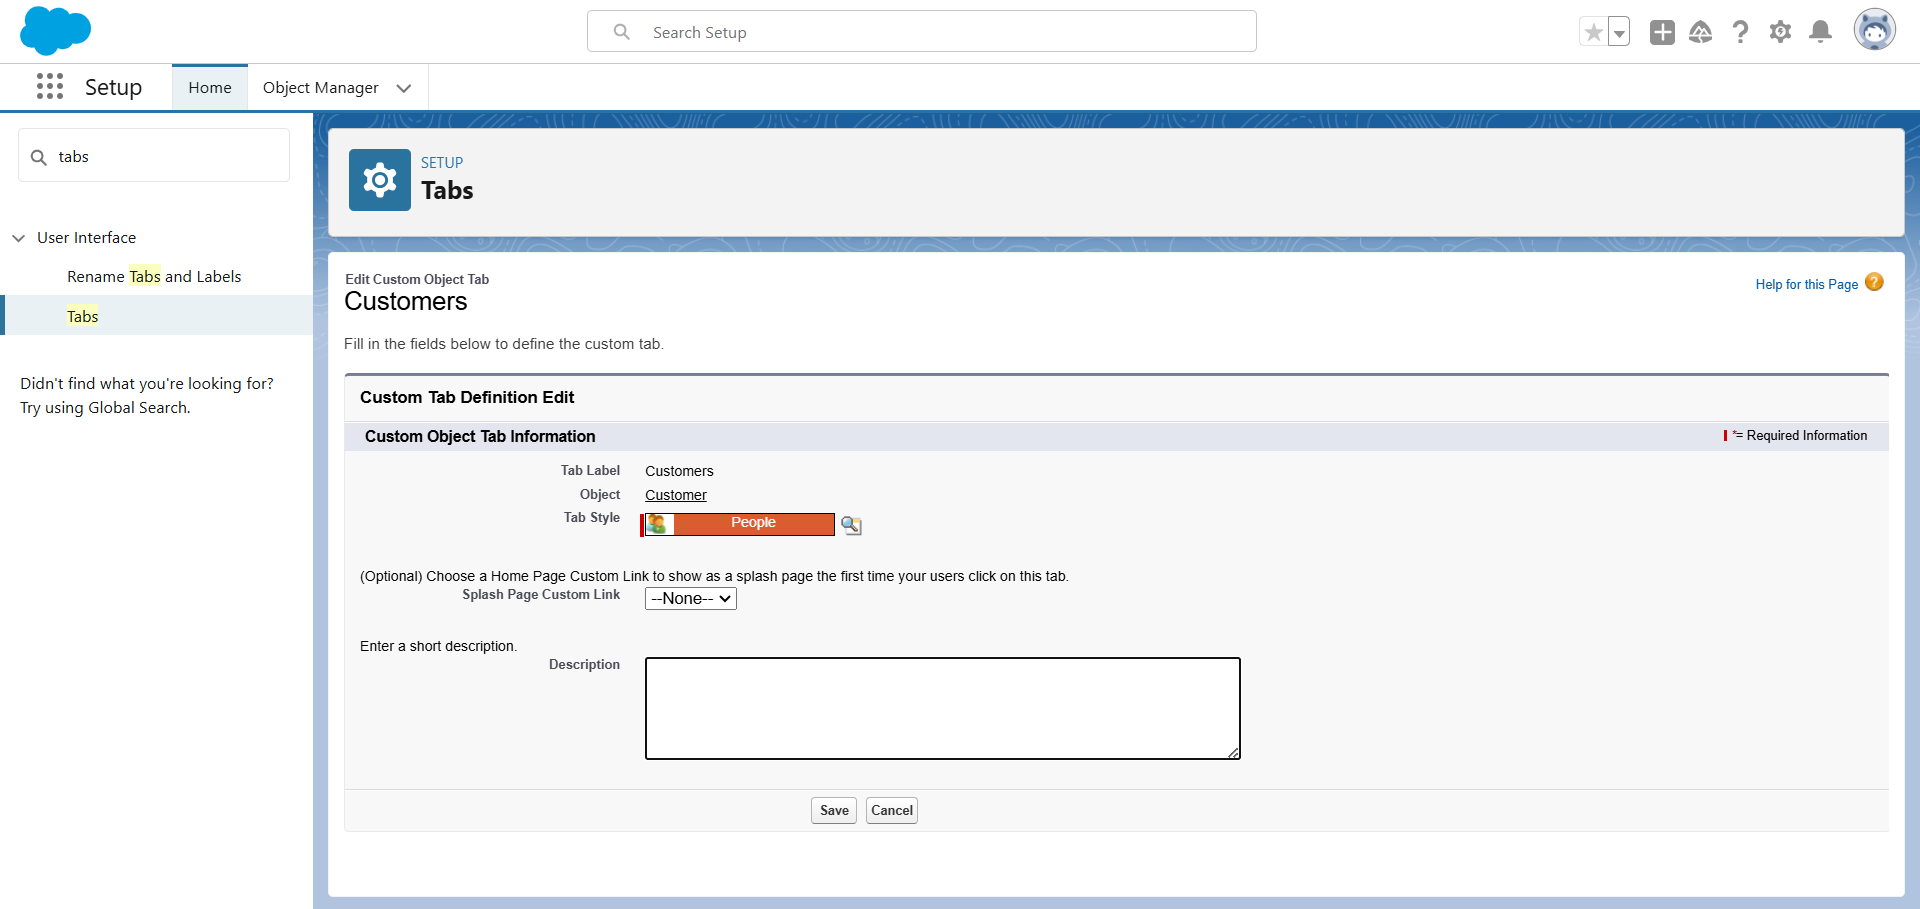 Search Setup
Setup
Home
Object Manager
tabs
User Interface
Rename Tabs and Labels
Tabs
Didn't find what you're looking for?
Try using Global Search.
SETUP
Tabs
Edit Custom Object Tab
Customers
Help for this Page
Fill in the fields below to define the custom tab.
Custom Tab Definition Edit
Custom Object Tab Information
*= Required Information
Tab Label Customers
Object Customer
Tab Style People
(Optional) Choose a Home Page Custom Link to show as a splash page the first time your users click on this tab.
Splash Page Custom Link --None--
Enter a short description.
Description
Save Cancel